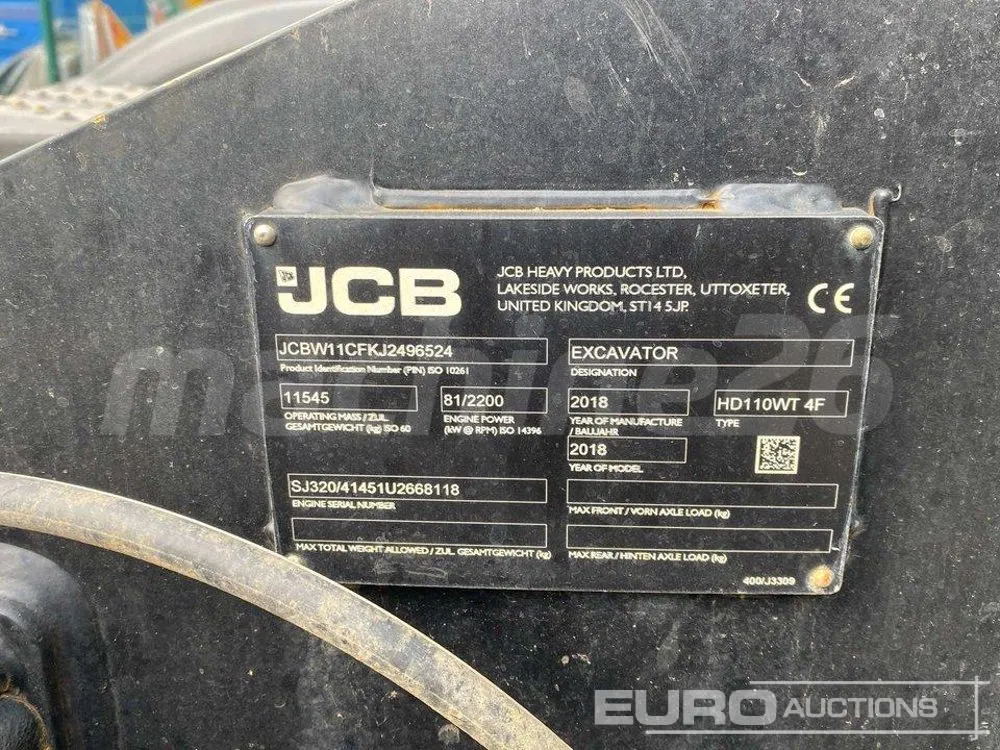 JCB
JCB HEAVY PRODUCTS LTD,
LAKESIDE WORKS, ROCESTER, UTTOXETER,
UNITED KINGDOM, ST14 5JP.
CE
JCBW11CFKJ2496524
Product Identification Number (PIN) ISO 10261
EXCAVATOR
DESIGNATION
11545
OPERATING MASS / ZUL.
GESAMTGEWICHT (kg) ISO 60
81/2200
ENGINE POWER
(kW @ RPM) ISO 14396
2018
YEAR OF MANUFACTURE
/ BAUJAHR
HD110WT 4F
TYPE
2018
YEAR OF MODEL
SJ320/41451U2668118
ENGINE SERIAL NUMBER
MAX FRONT / VORN AXLE LOAD (kg)
MAX TOTAL WEIGHT ALLOWED / ZUL. GESAMTGEWICHT (kg)
MAX REAR / HINTEN AXLE LOAD (kg)
400/J3309
machine26
EURO AUCTIONS